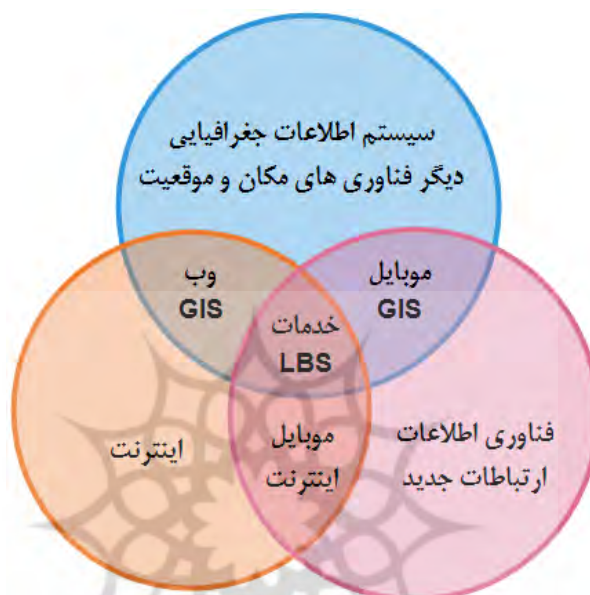 سیستم اطلاعات جغرافیایی
دیگر فناوری های مکان و موقعیت
وب
GIS
موبایل
GIS
خدمات
LBS
اینترنت
موبایل
اینترنت
فناوری اطلاعات
ارتباطات جدید